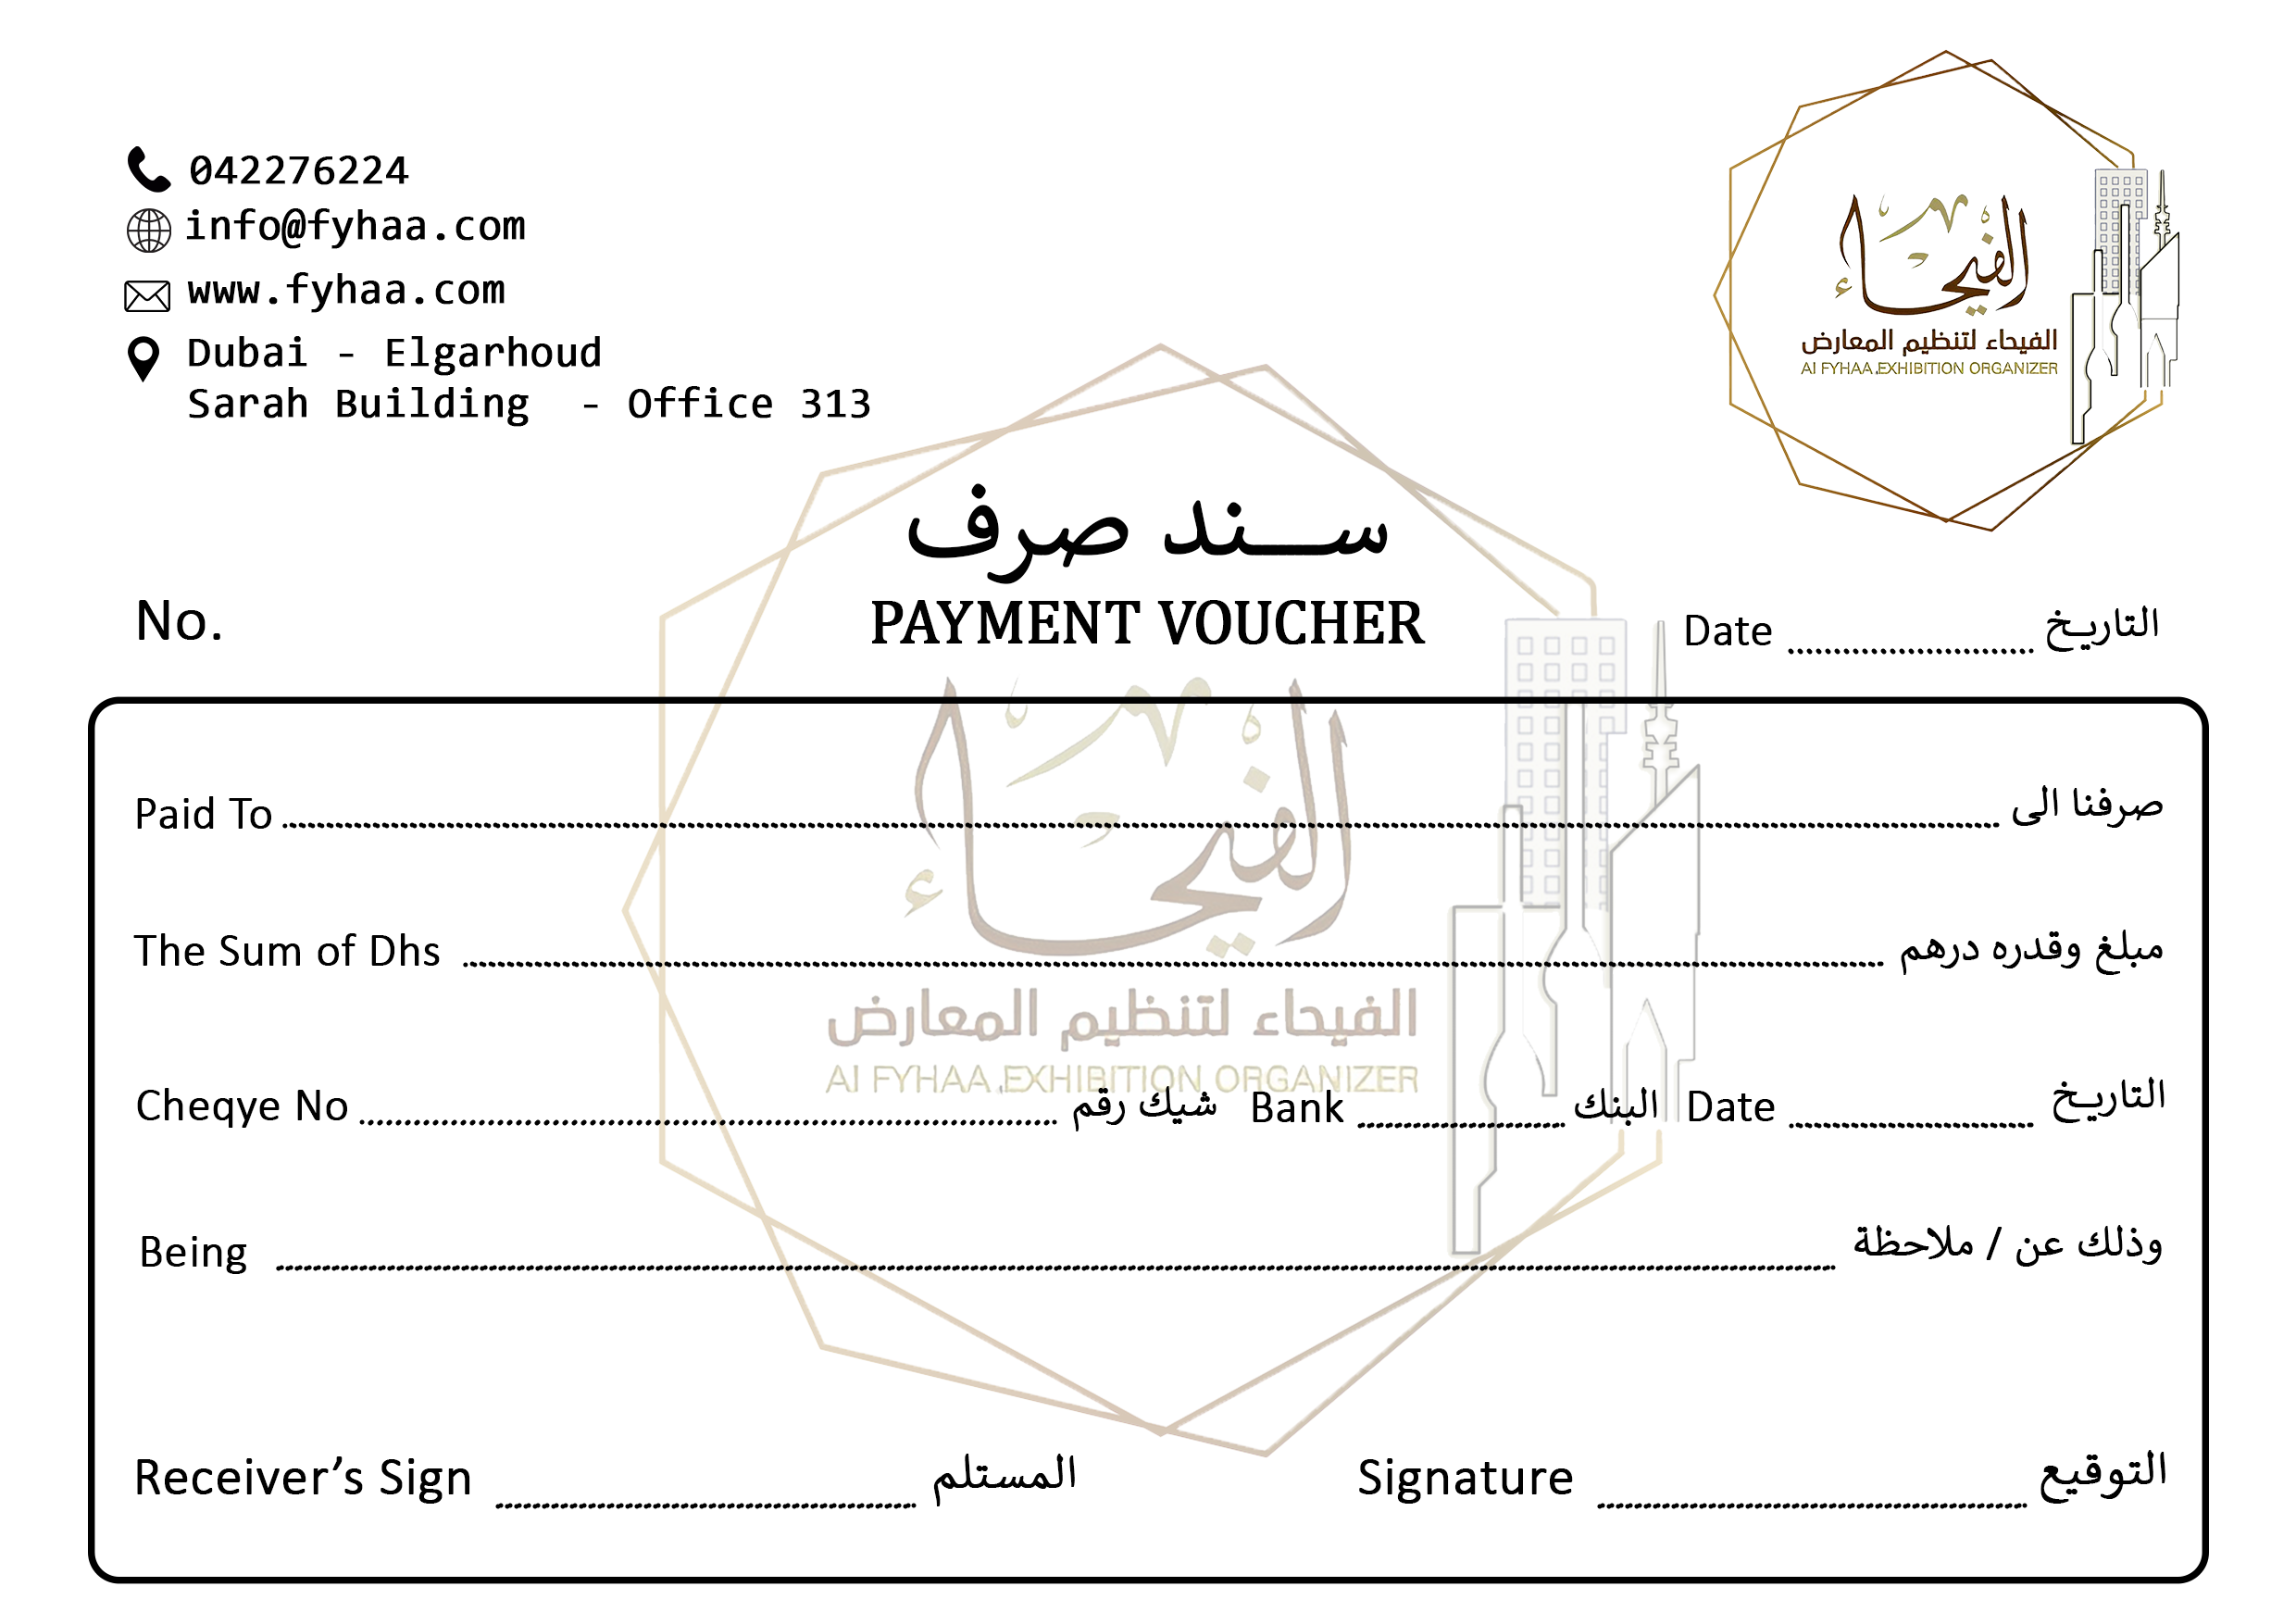 042276224
info@fyhaa.com
www.fyhaa.com
Dubai - Elgarhoud
Sarah Building - Office 313
الفيحاء
الفيحاء لتنظيم المعارض
Al FYHAA EXHIBITION ORGANIZER
ســند صرف
PAYMENT VOUCHER
No.
Date ........................ التاريخ
Paid To ........................ صرفنا الى
الفيحاء
The Sum of Dhs ........................ مبلغ وقدره درهم
الفيحاء لتنظيم المعارض
Al FYHAA EXHIBITION ORGANIZER
Cheqye No ........................ شيك رقم Bank ........................ البنك Date ........................ التاريخ
Being ........................ وذلك عن / ملاحظة
Receiver’s Sign ........................ المستلم Signature ........................ التوقيع